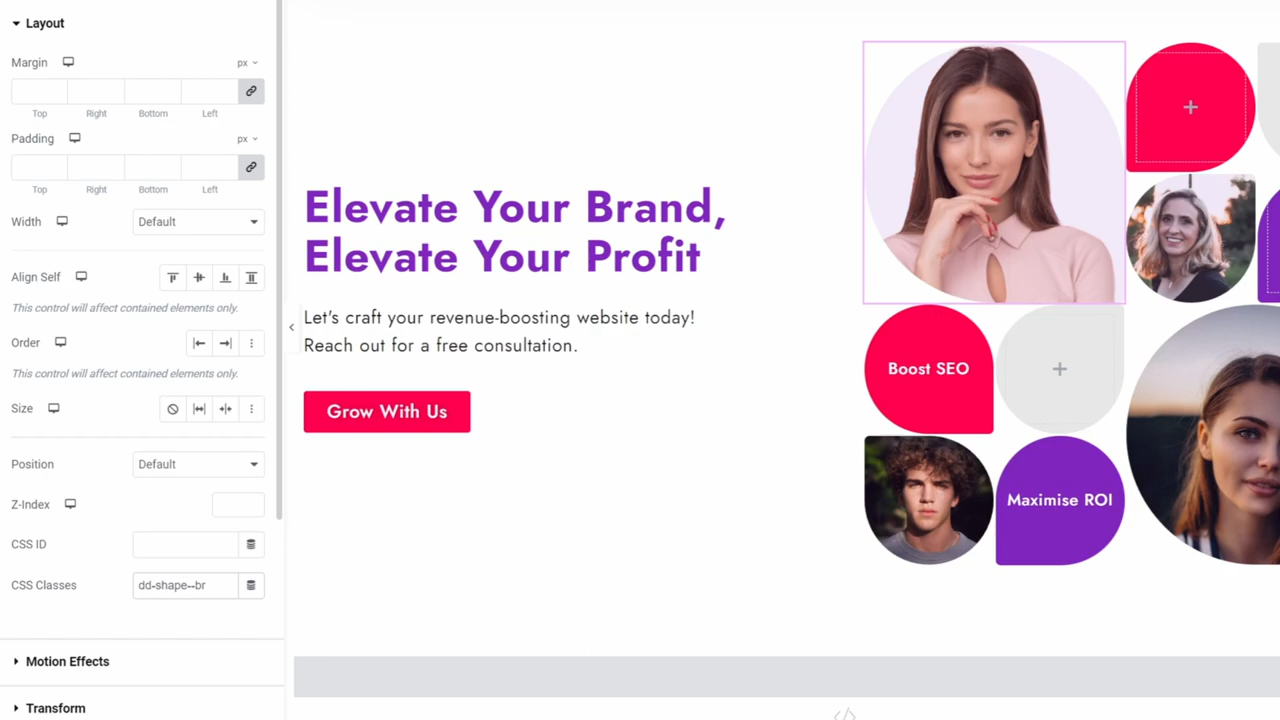 Layout
Margin
px
Top Right Bottom Left
Padding
px
Top Right Bottom Left
Width
Default
Align Self
This control will affect contained elements only.
Order
This control will affect contained elements only.
Size
Position
Default
Z-Index
CSS ID
CSS Classes
dd-shape--br
Motion Effects
Transform
Elevate Your Brand,
Elevate Your Profit
Let's craft your revenue-boosting website today!
Reach out for a free consultation.
Grow With Us
Boost SEO
Maximise ROI